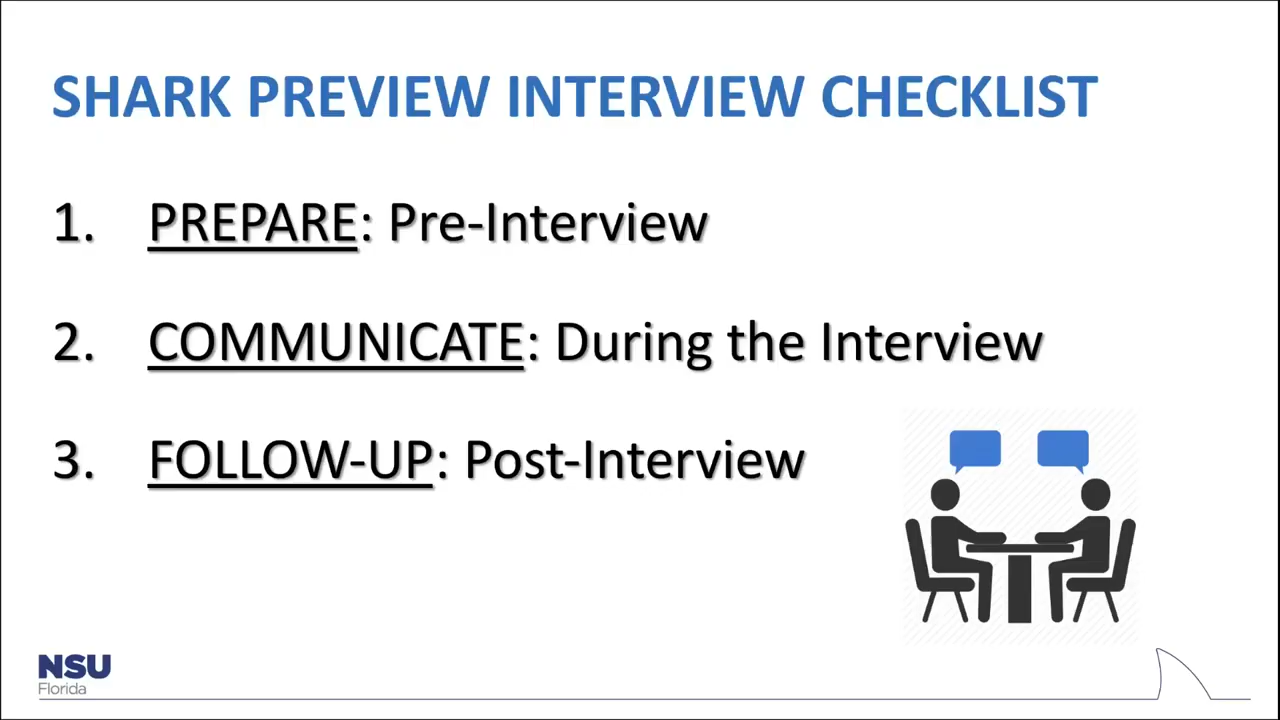 SHARK PREVIEW INTERVIEW CHECKLIST
1. PREPARE: Pre-Interview
2. COMMUNICATE: During the Interview
3. FOLLOW-UP: Post-Interview
NSU
Florida